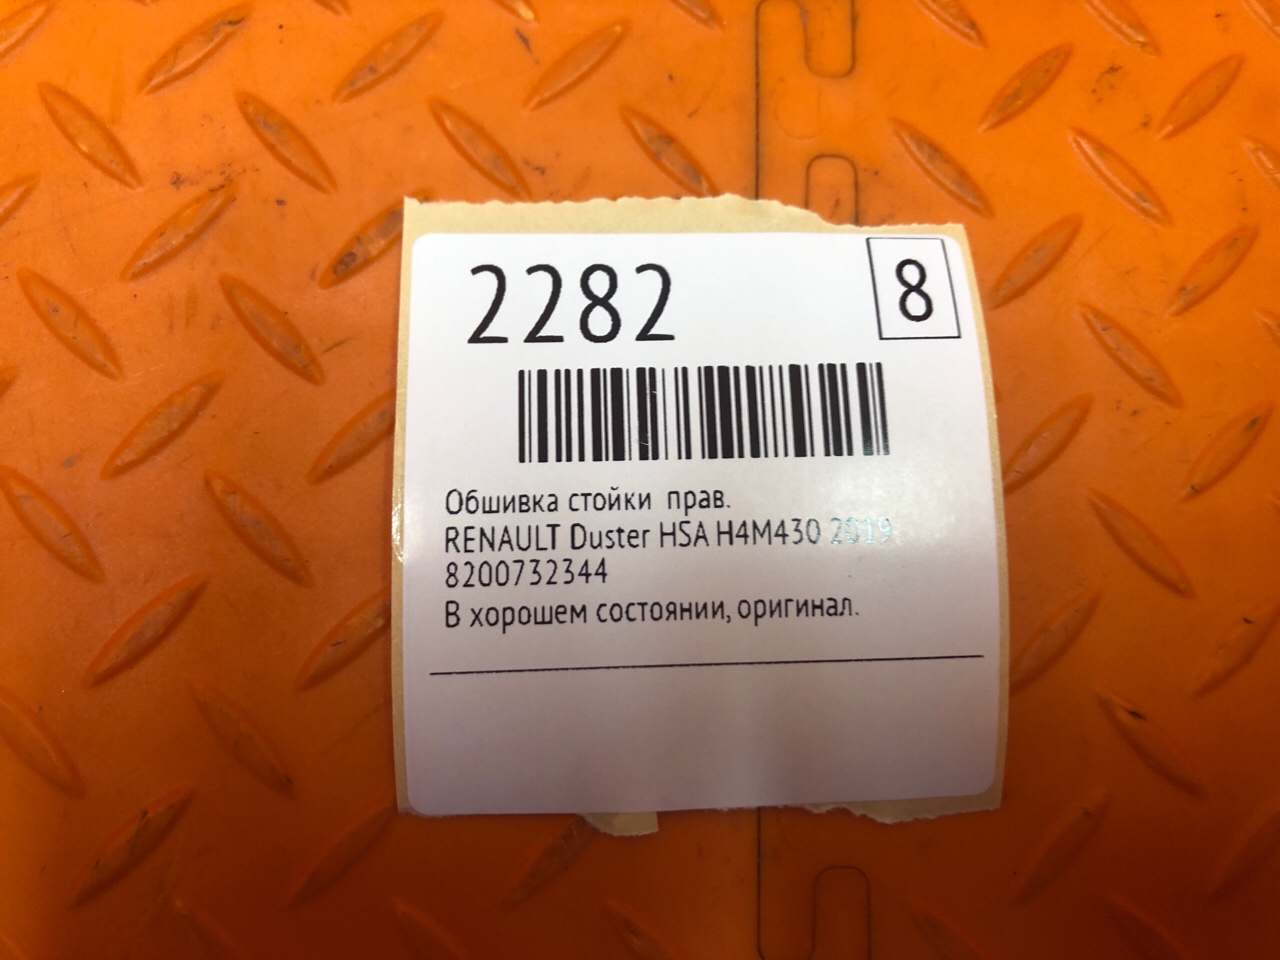 2282
8
Обшивка стойки прав.
RENAULT Duster HSA H4M430 2019
8200732344
В хорошем состоянии, оригинал.